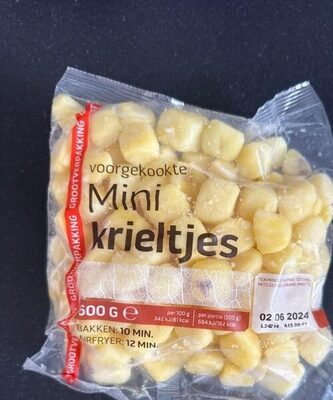 GROOTVERPAKKING
GROOTVERPAKKING
voorgekookte
Mini
krieltjes
600 G e
per 100 g
342 kJ/81 kcal
per portie (200 g)
684 kJ/162 kcal
BAKKEN: 10 MIN.
AIRFRYER: 12 MIN.
02 06 2024